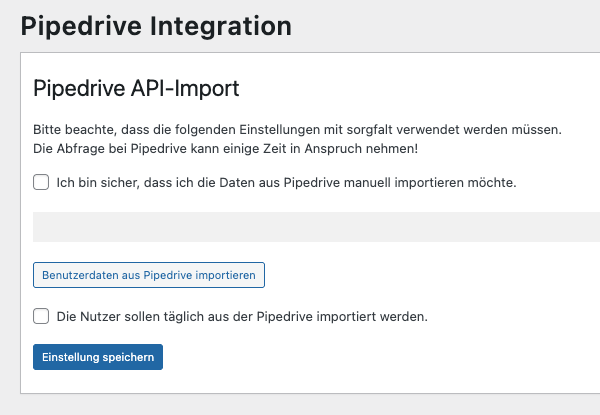 Pipedrive Integration
Pipedrive API-Import
Bitte beachte, dass die folgenden Einstellungen mit sorgfalt verwendet werden müssen.
Die Abfrage bei Pipedrive kann einige Zeit in Anspruch nehmen!
Ich bin sicher, dass ich die Daten aus Pipedrive manuell importieren möchte.
Benutzerdaten aus Pipedrive importieren
Die Nutzer sollen täglich aus der Pipedrive importiert werden.
Einstellung speichern